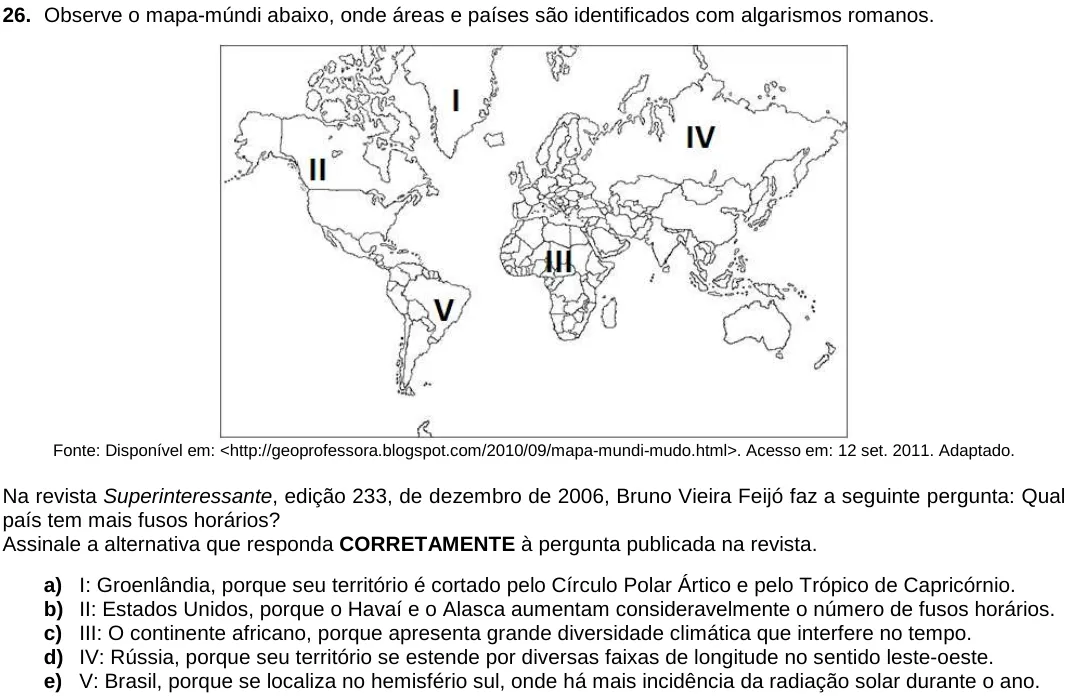 26. Observe o mapa-múndi abaixo, onde áreas e países são identificados com algarismos romanos.
I
IV
II
III
V
Fonte: Disponível em: <http://geoprofessora.blogspot.com/2010/09/mapa-mundi-mudo.html>. Acesso em: 12 set. 2011. Adaptado.
Na revista Superinteressante, edição 233, de dezembro de 2006, Bruno Vieira Feijó faz a seguinte pergunta: Qual
país tem mais fusos horários?
Assinale a alternativa que responda CORRETAMENTE à pergunta publicada na revista.
a) I: Groenlândia, porque seu território é cortado pelo Círculo Polar Ártico e pelo Trópico de Capricórnio.
b) II: Estados Unidos, porque o Havaí e o Alasca aumentam consideravelmente o número de fusos horários.
c) III: O continente africano, porque apresenta grande diversidade climática que interfere no tempo.
d) IV: Rússia, porque seu território se estende por diversas faixas de longitude no sentido leste-oeste.
e) V: Brasil, porque se localiza no hemisfério sul, onde há mais incidência da radiação solar durante o ano.